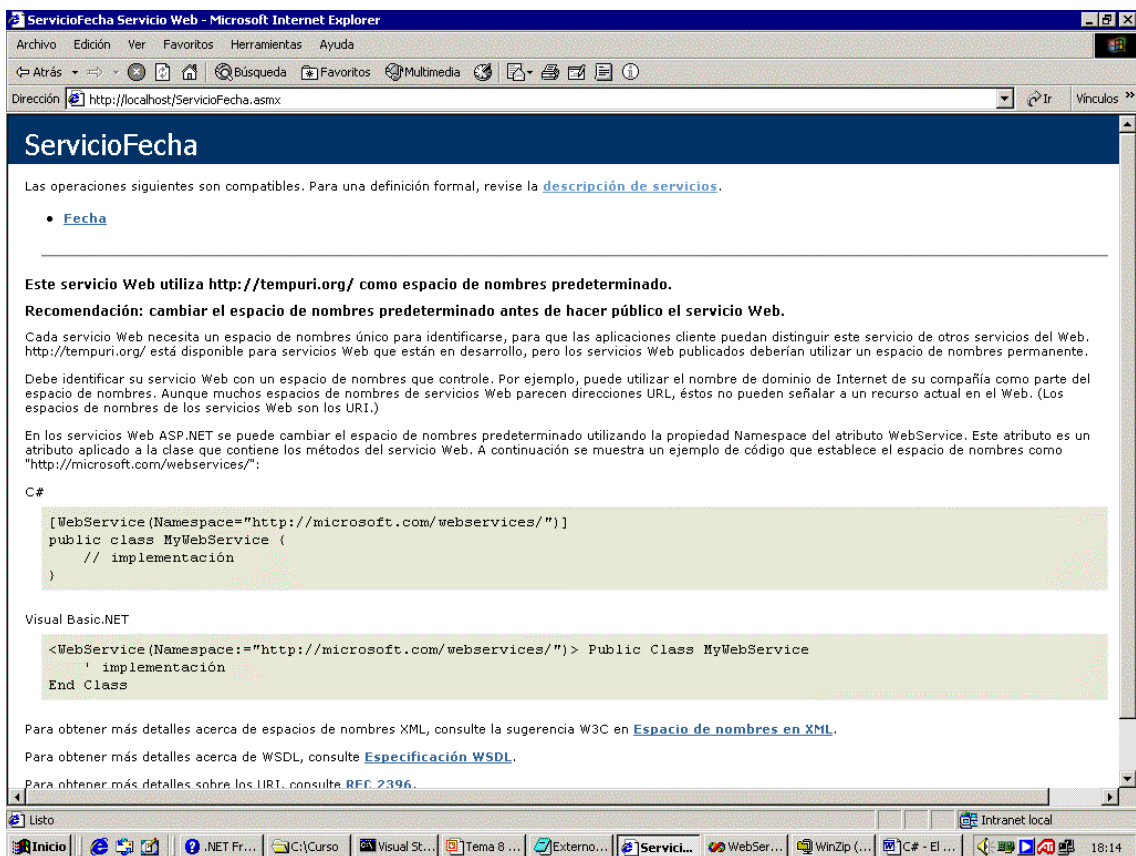 ServicioFecha Servicio Web - Microsoft Internet Explorer
Archivo Edición Ver Favoritos Herramientas Ayuda
Atrás Búsqueda Favoritos Multimedia
Dirección http://localhost/ServicioFecha.asmx Ir Vínculos »
ServicioFecha
Las operaciones siguientes son compatibles. Para una definición formal, revise la descripción de servicios.
• Fecha
Este servicio Web utiliza http://tempuri.org/ como espacio de nombres predeterminado.
Recomendación: cambiar el espacio de nombres predeterminado antes de hacer público el servicio Web.
Cada servicio Web necesita un espacio de nombres único para identificarse, para que las aplicaciones cliente puedan distinguir este servicio de otros servicios del Web.
http://tempuri.org/ está disponible para servicios Web que están en desarrollo, pero los servicios Web publicados deberían utilizar un espacio de nombres permanente.
Debe identificar su servicio Web con un espacio de nombres que controle. Por ejemplo, puede utilizar el nombre de dominio de Internet de su compañía como parte del
espacio de nombres. Aunque muchos espacios de nombres de servicios Web parecen direcciones URL, éstos no pueden señalar a un recurso actual en el Web. (Los
espacios de nombres de los servicios Web son los URI.)
En los servicios Web ASP.NET se puede cambiar el espacio de nombres predeterminado utilizando la propiedad Namespace del atributo WebService. Este atributo es un
atributo aplicado a la clase que contiene los métodos del servicio Web. A continuación se muestra un ejemplo de código que establece el espacio de nombres como
"http://microsoft.com/webservices/":
C#
[WebService(Namespace="http://microsoft.com/webservices/")]
public class MyWebService {
// implementación
}
Visual Basic.NET
<WebService(Namespace:="http://microsoft.com/webservices/")> Public Class MyWebService
' implementación
End Class
Para obtener más detalles acerca de espacios de nombres XML, consulte la sugerencia W3C en Espacio de nombres en XML.
Para obtener más detalles acerca de WSDL, consulte Especificación WSDL.
Para obtener más detalles sobre los URI, consulte RFC 2396.
Listo Intranet local
Inicio .NET Fr... C:\Curso Visual St... Tema 8 ... Externo... Servici... WebSer... WinZip (... C# - El ... 18:14